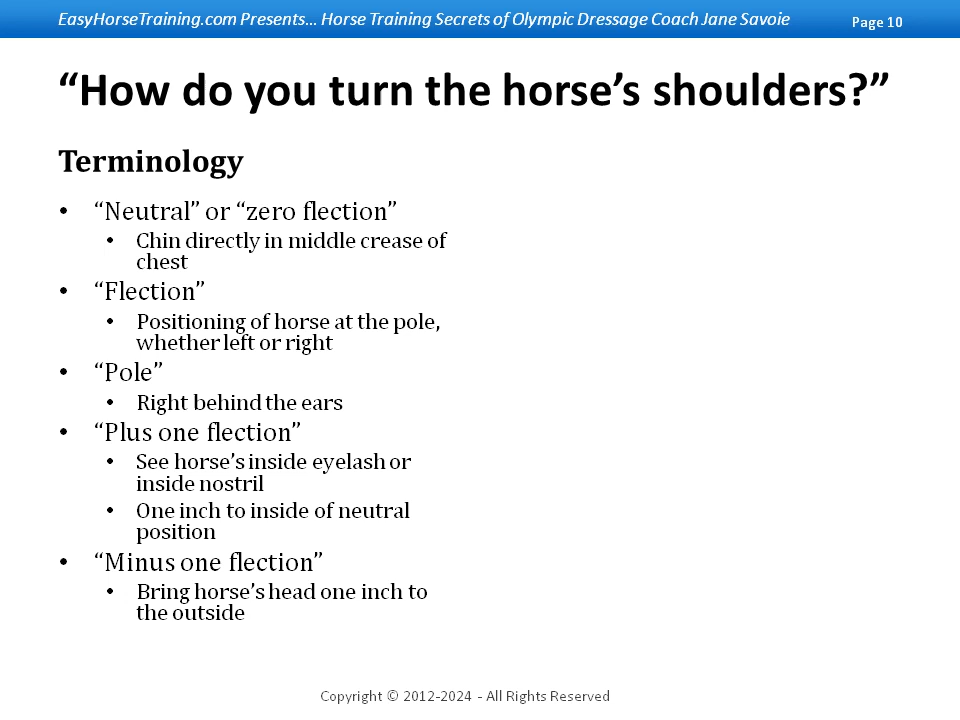 EasyHorseTraining.com Presents... Horse Training Secrets of Olympic Dressage Coach Jane Savoie
Page 10
“How do you turn the horse’s shoulders?”
Terminology
• “Neutral” or “zero flection”
• Chin directly in middle crease of
chest
• “Flection”
• Positioning of horse at the pole,
whether left or right
• “Pole”
• Right behind the ears
• “Plus one flection”
• See horse’s inside eyelash or
inside nostril
• One inch to inside of neutral
position
• “Minus one flection”
• Bring horse’s head one inch to
the outside
Copyright © 2012-2024 - All Rights Reserved